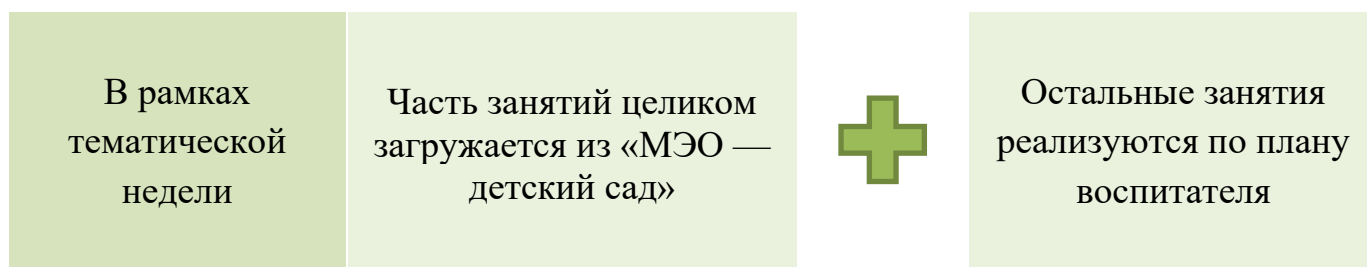 В рамках
тематической
недели
Часть занятий целиком
загружается из «МЭО —
детский сад»
Остальные занятия
реализуются по плану
воспитателя